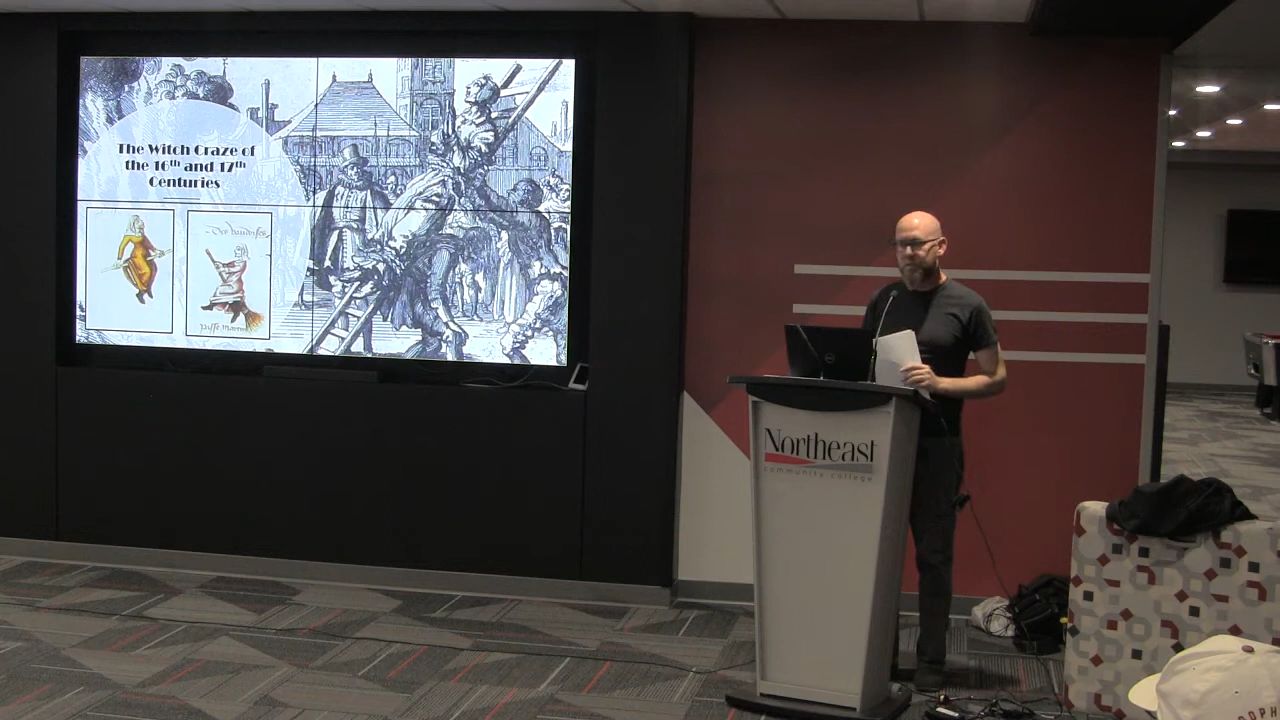 The Witch Craze of
the 16th and 17th
Centuries
Northeast
community college